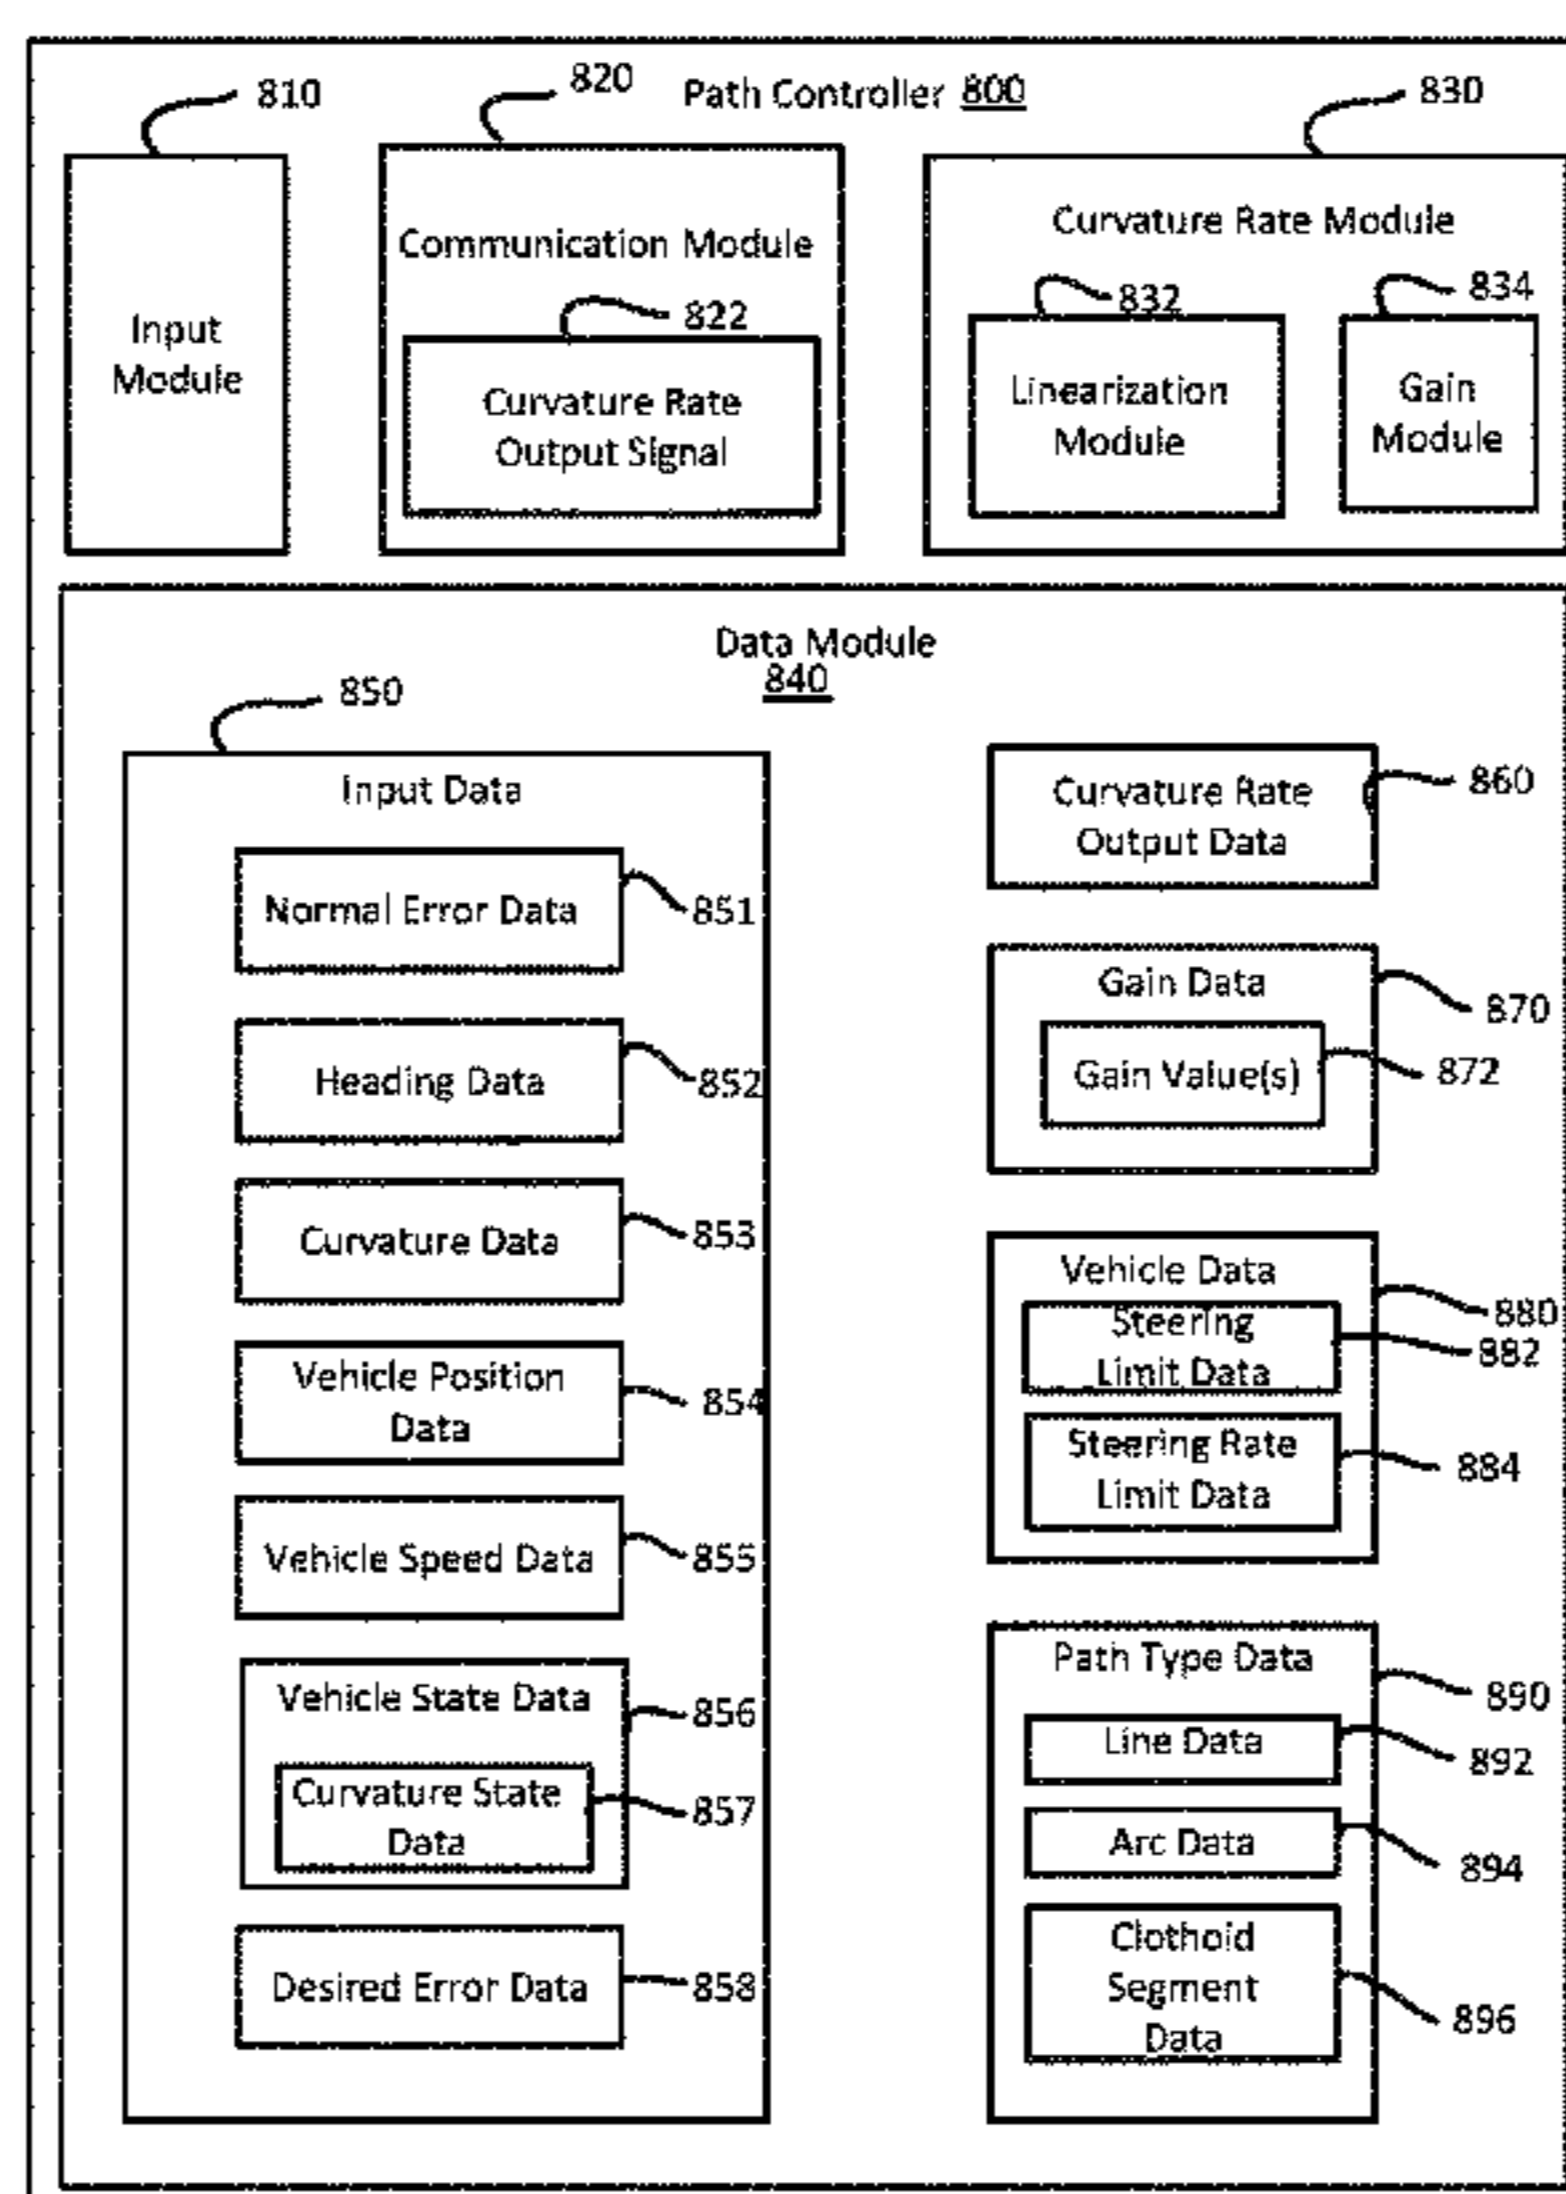 Path Controller 800
810
820
830
Input
Module
Communication Module
822
Curvature Rate
Output Signal
Curvature Rate Module
832
834
Linearization
Module
Gain
Module
Data Module
840
850
Input Data
Normal Error Data
851
Heading Data
852
Curvature Data
853
Vehicle Position
Data
854
Vehicle Speed Data
855
Vehicle State Data
856
Curvature State
Data
857
Desired Error Data
858
Curvature Rate
Output Data
860
Gain Data
870
Gain Value(s)
872
Vehicle Data
880
Steering
Limit Data
882
Steering Rate
Limit Data
884
Path Type Data
890
Line Data
892
Arc Data
894
Clothoid
Segment
Data
896